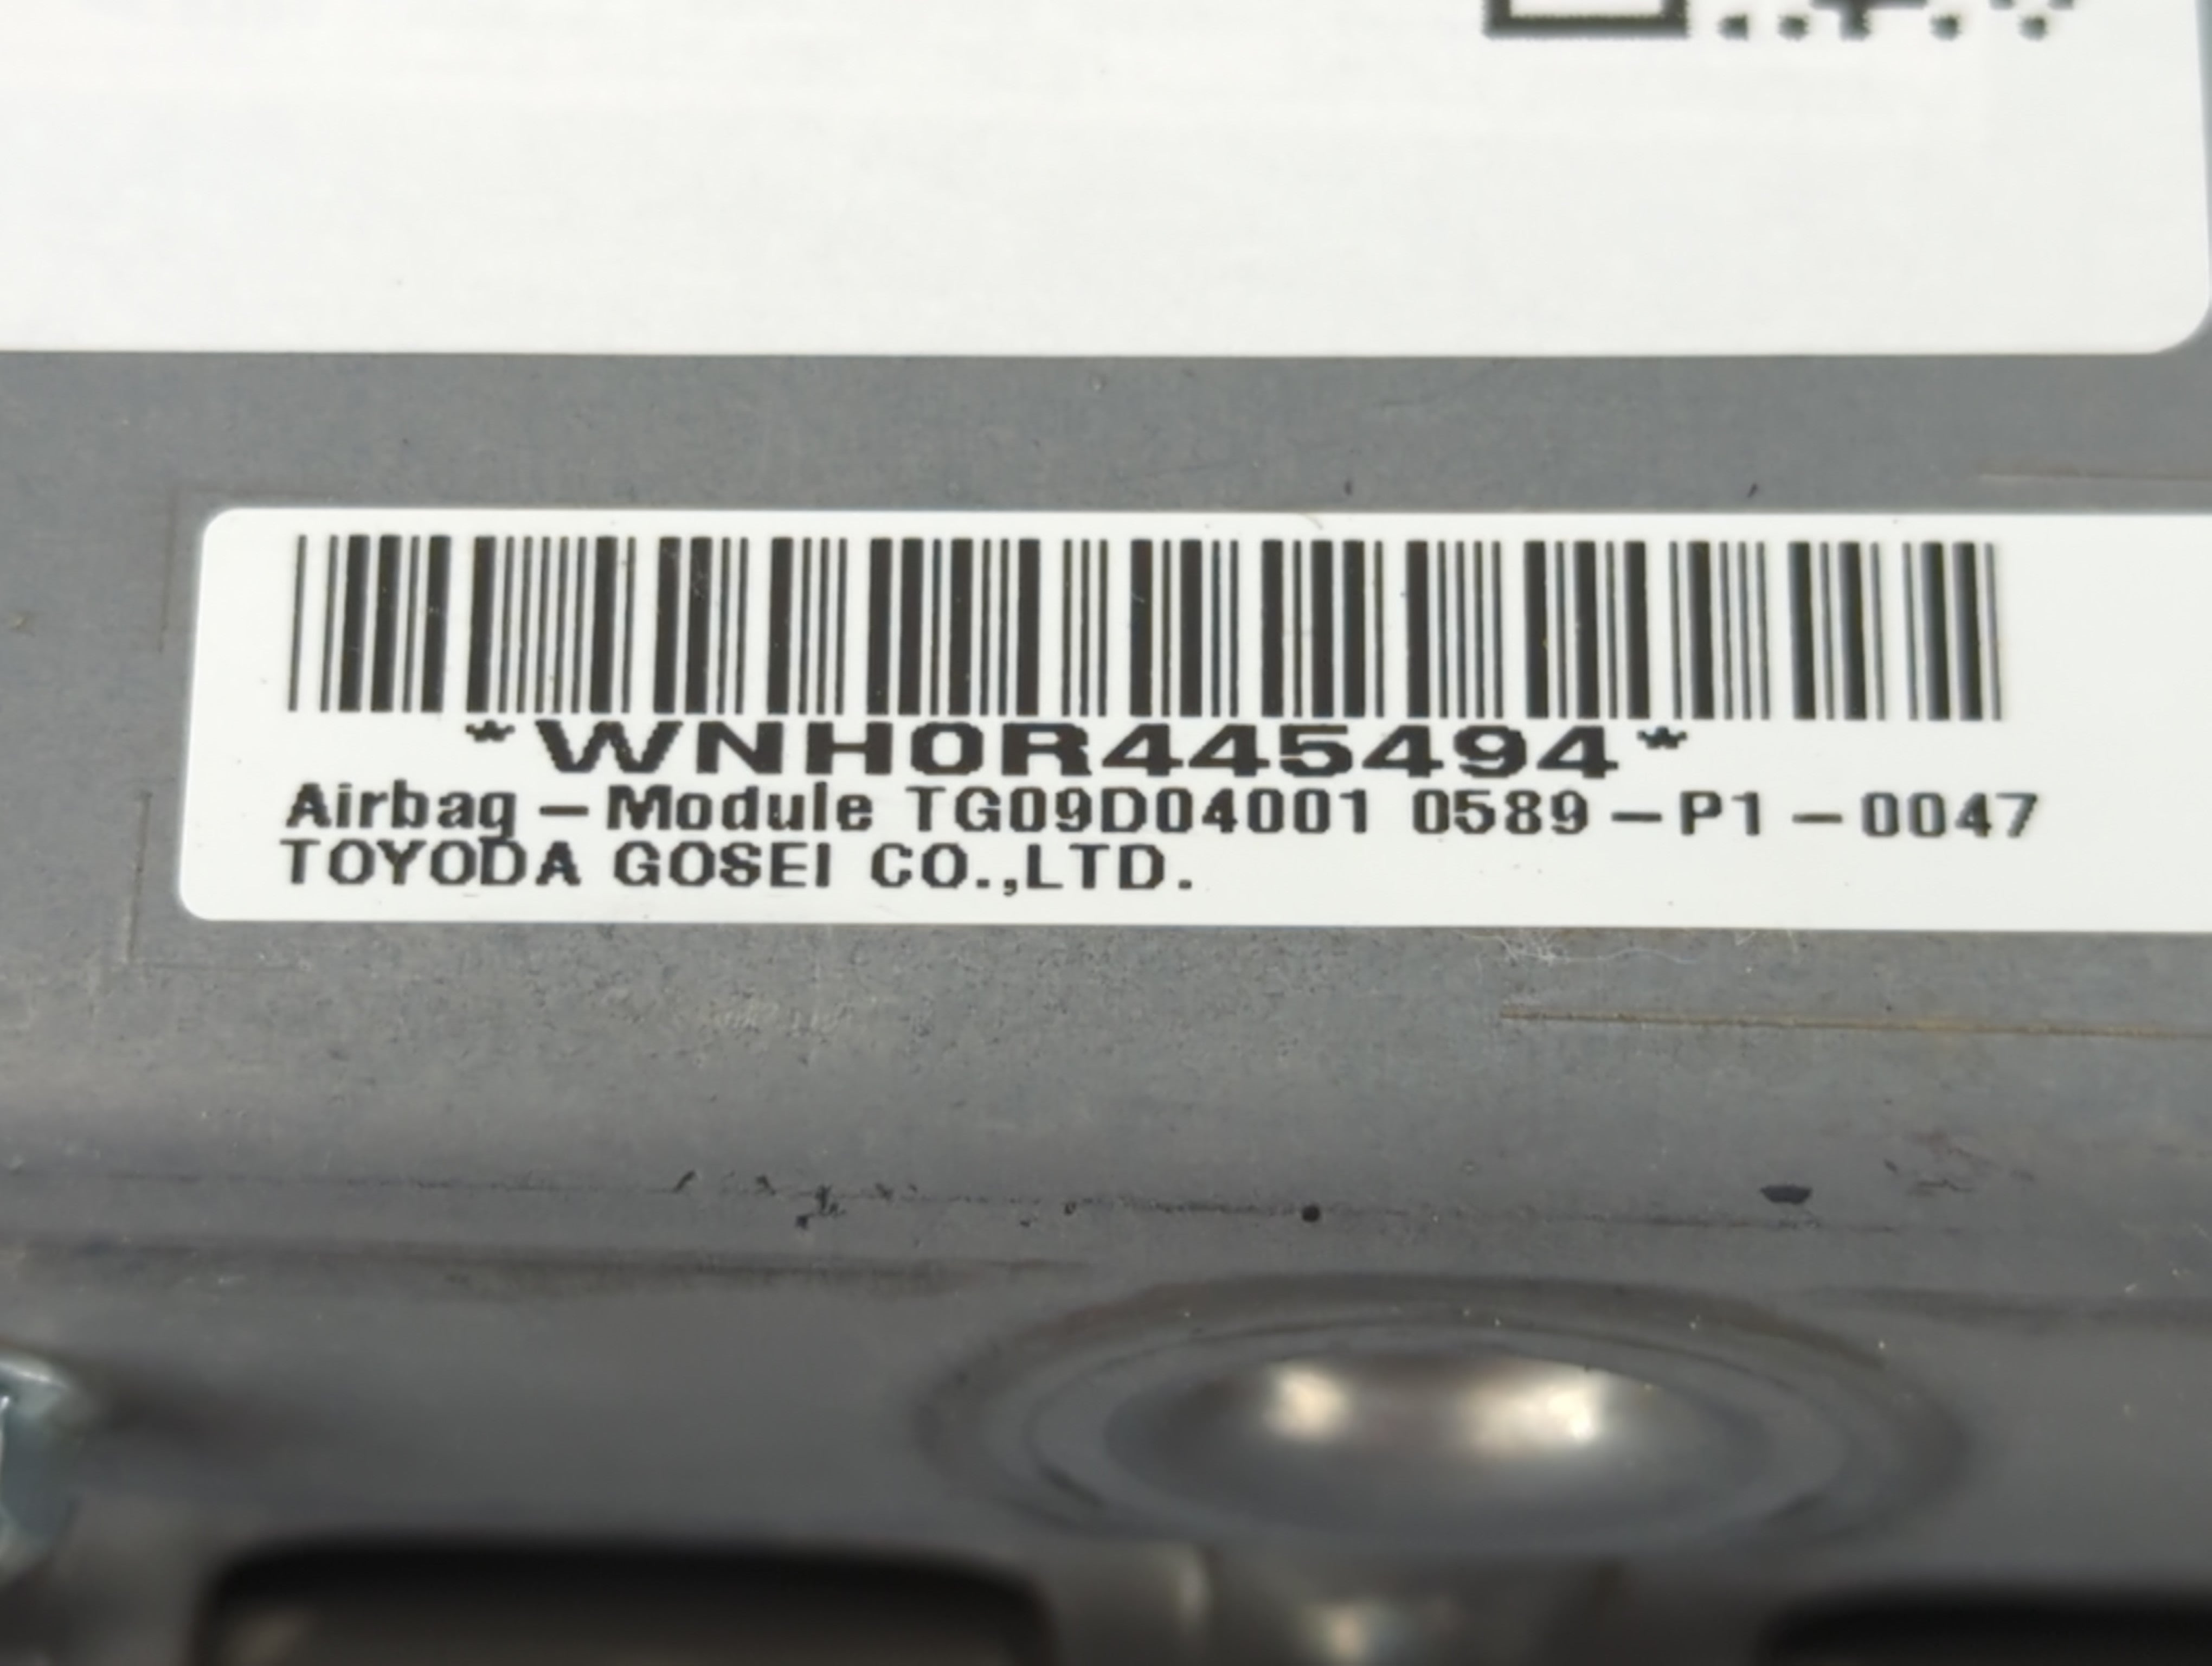 *WNH0R445494*
Airbag-Module TG09D04001 0589-P1-0047
TOYODA GOSEI CO.,LTD.